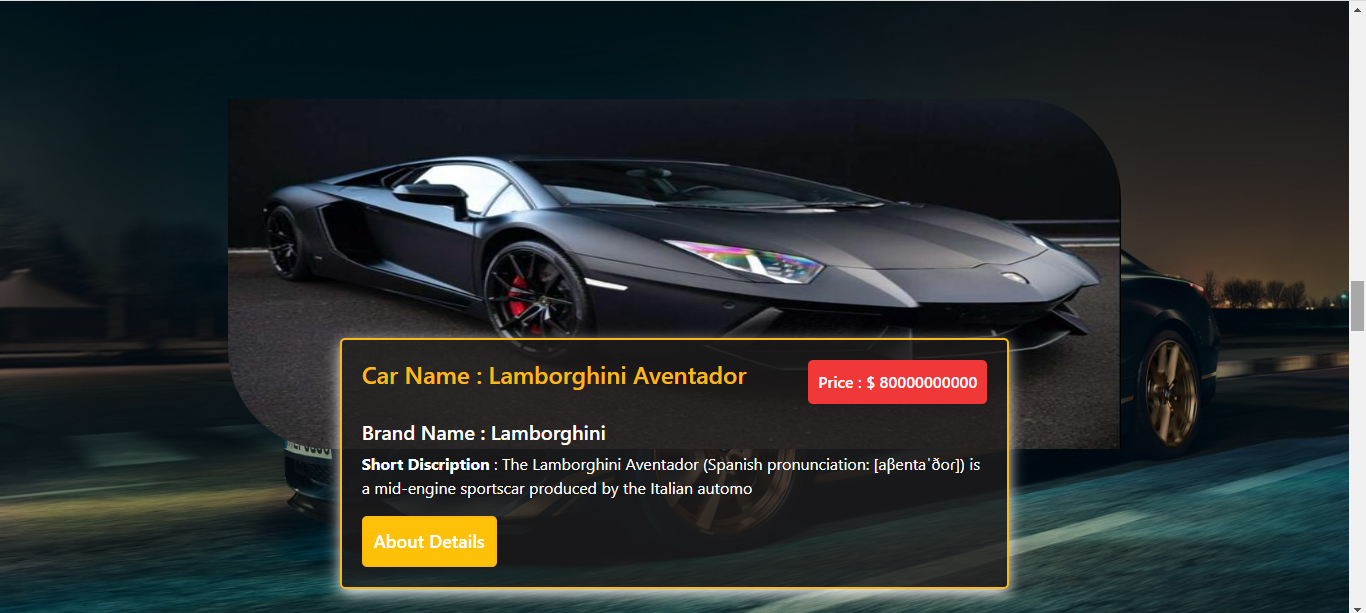 Car Name : Lamborghini Aventador
Price : $ 80000000000
Brand Name : Lamborghini
Short Discription : The Lamborghini Aventador (Spanish pronunciation: [aβentaˈðoɾ]) is
a mid-engine sportscar produced by the Italian automo
About Details